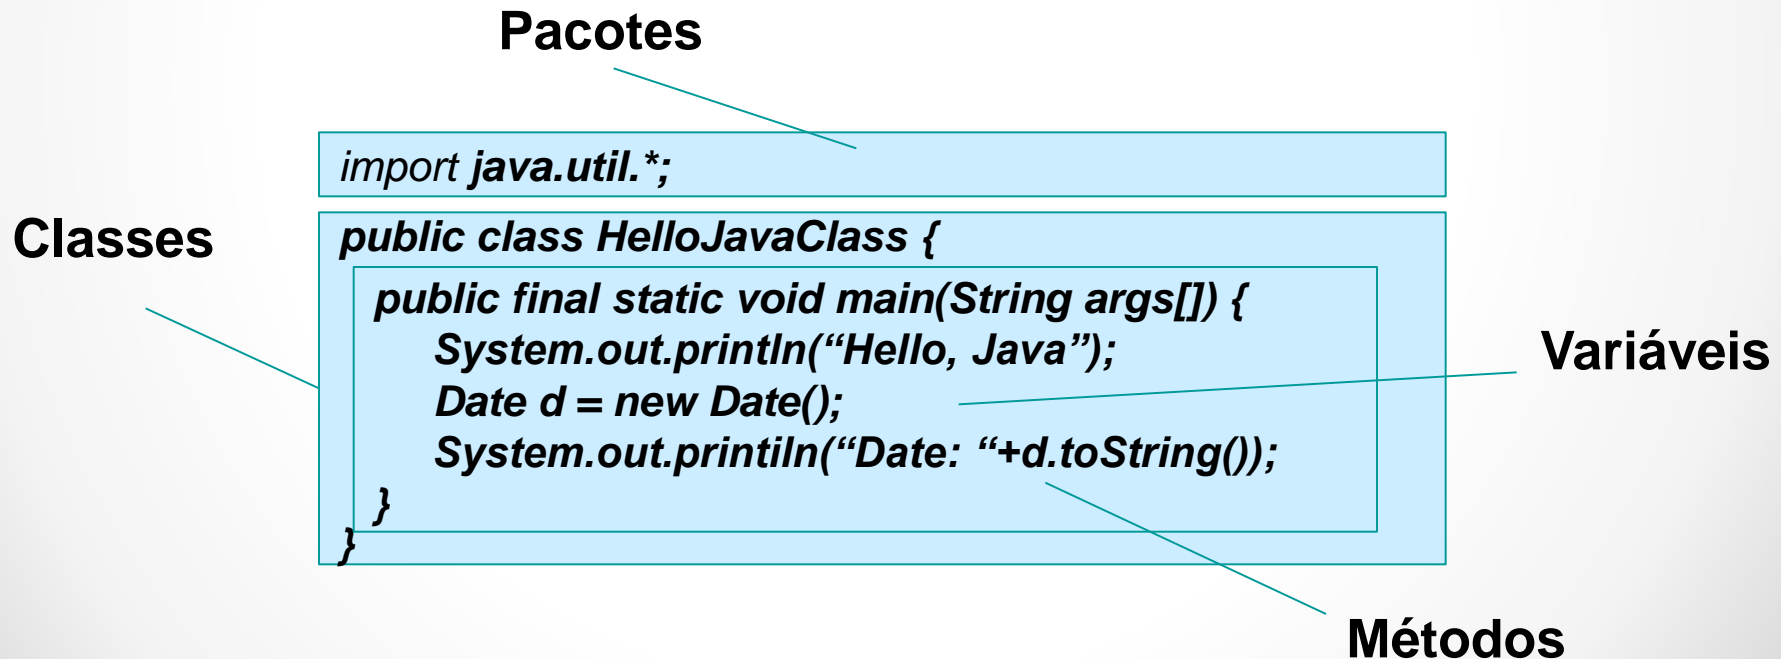 Pacotes
import java.util.*;
Classes
public class HelloJavaClass {
public final static void main(String args[]) {
System.out.println(“Hello, Java”);
Variáveis
Date d = new Date();
System.out.printiln(“Date: “+d.toString());
}
}
Métodos